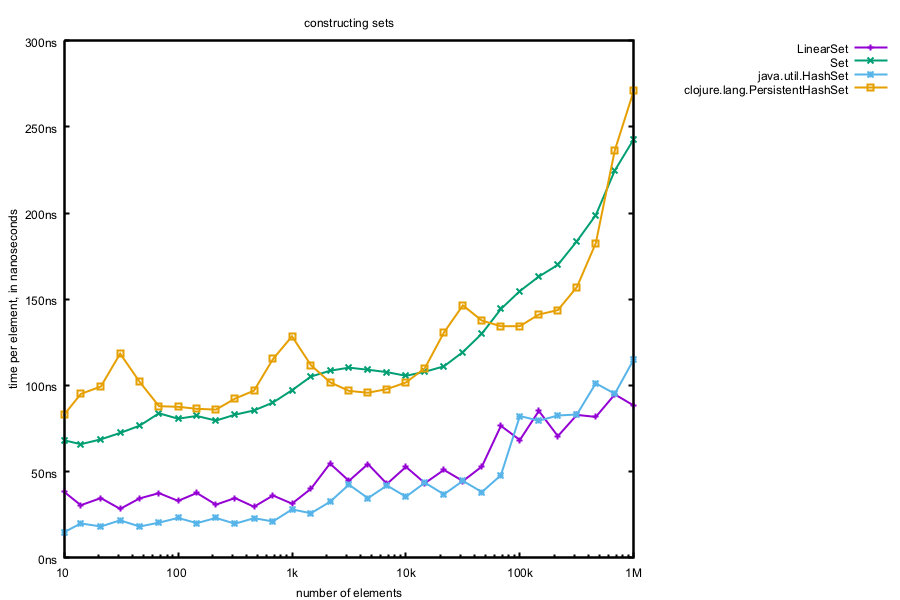 constructing sets
LinearSet
Set
java.util.HashSet
clojure.lang.PersistentHashSet
300ns
250ns
200ns
150ns
100ns
50ns
0ns
time per element, in nanoseconds
10 100 1k 10k 100k 1M
number of elements